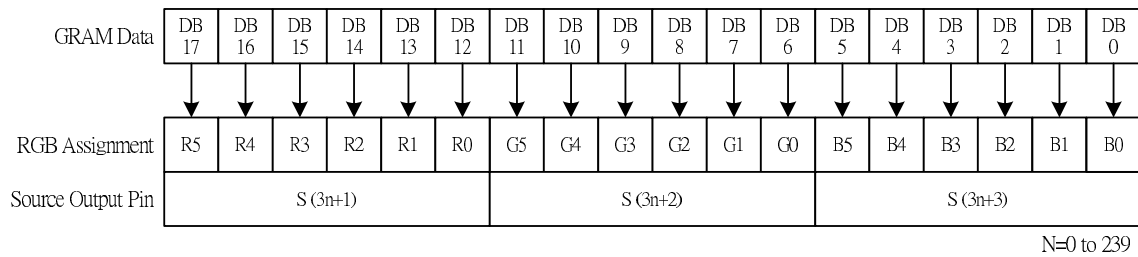 GRAM Data DB 17 DB 16 DB 15 DB 14 DB 13 DB 12 DB 11 DB 10 DB 9 DB 8 DB 7 DB 6 DB 5 DB 4 DB 3 DB 2 DB 1 DB 0
RGB Assignment R5 R4 R3 R2 R1 R0 G5 G4 G3 G2 G1 G0 B5 B4 B3 B2 B1 B0
Source Output Pin S (3n+1) S (3n+2) S (3n+3)
N=0 to 239